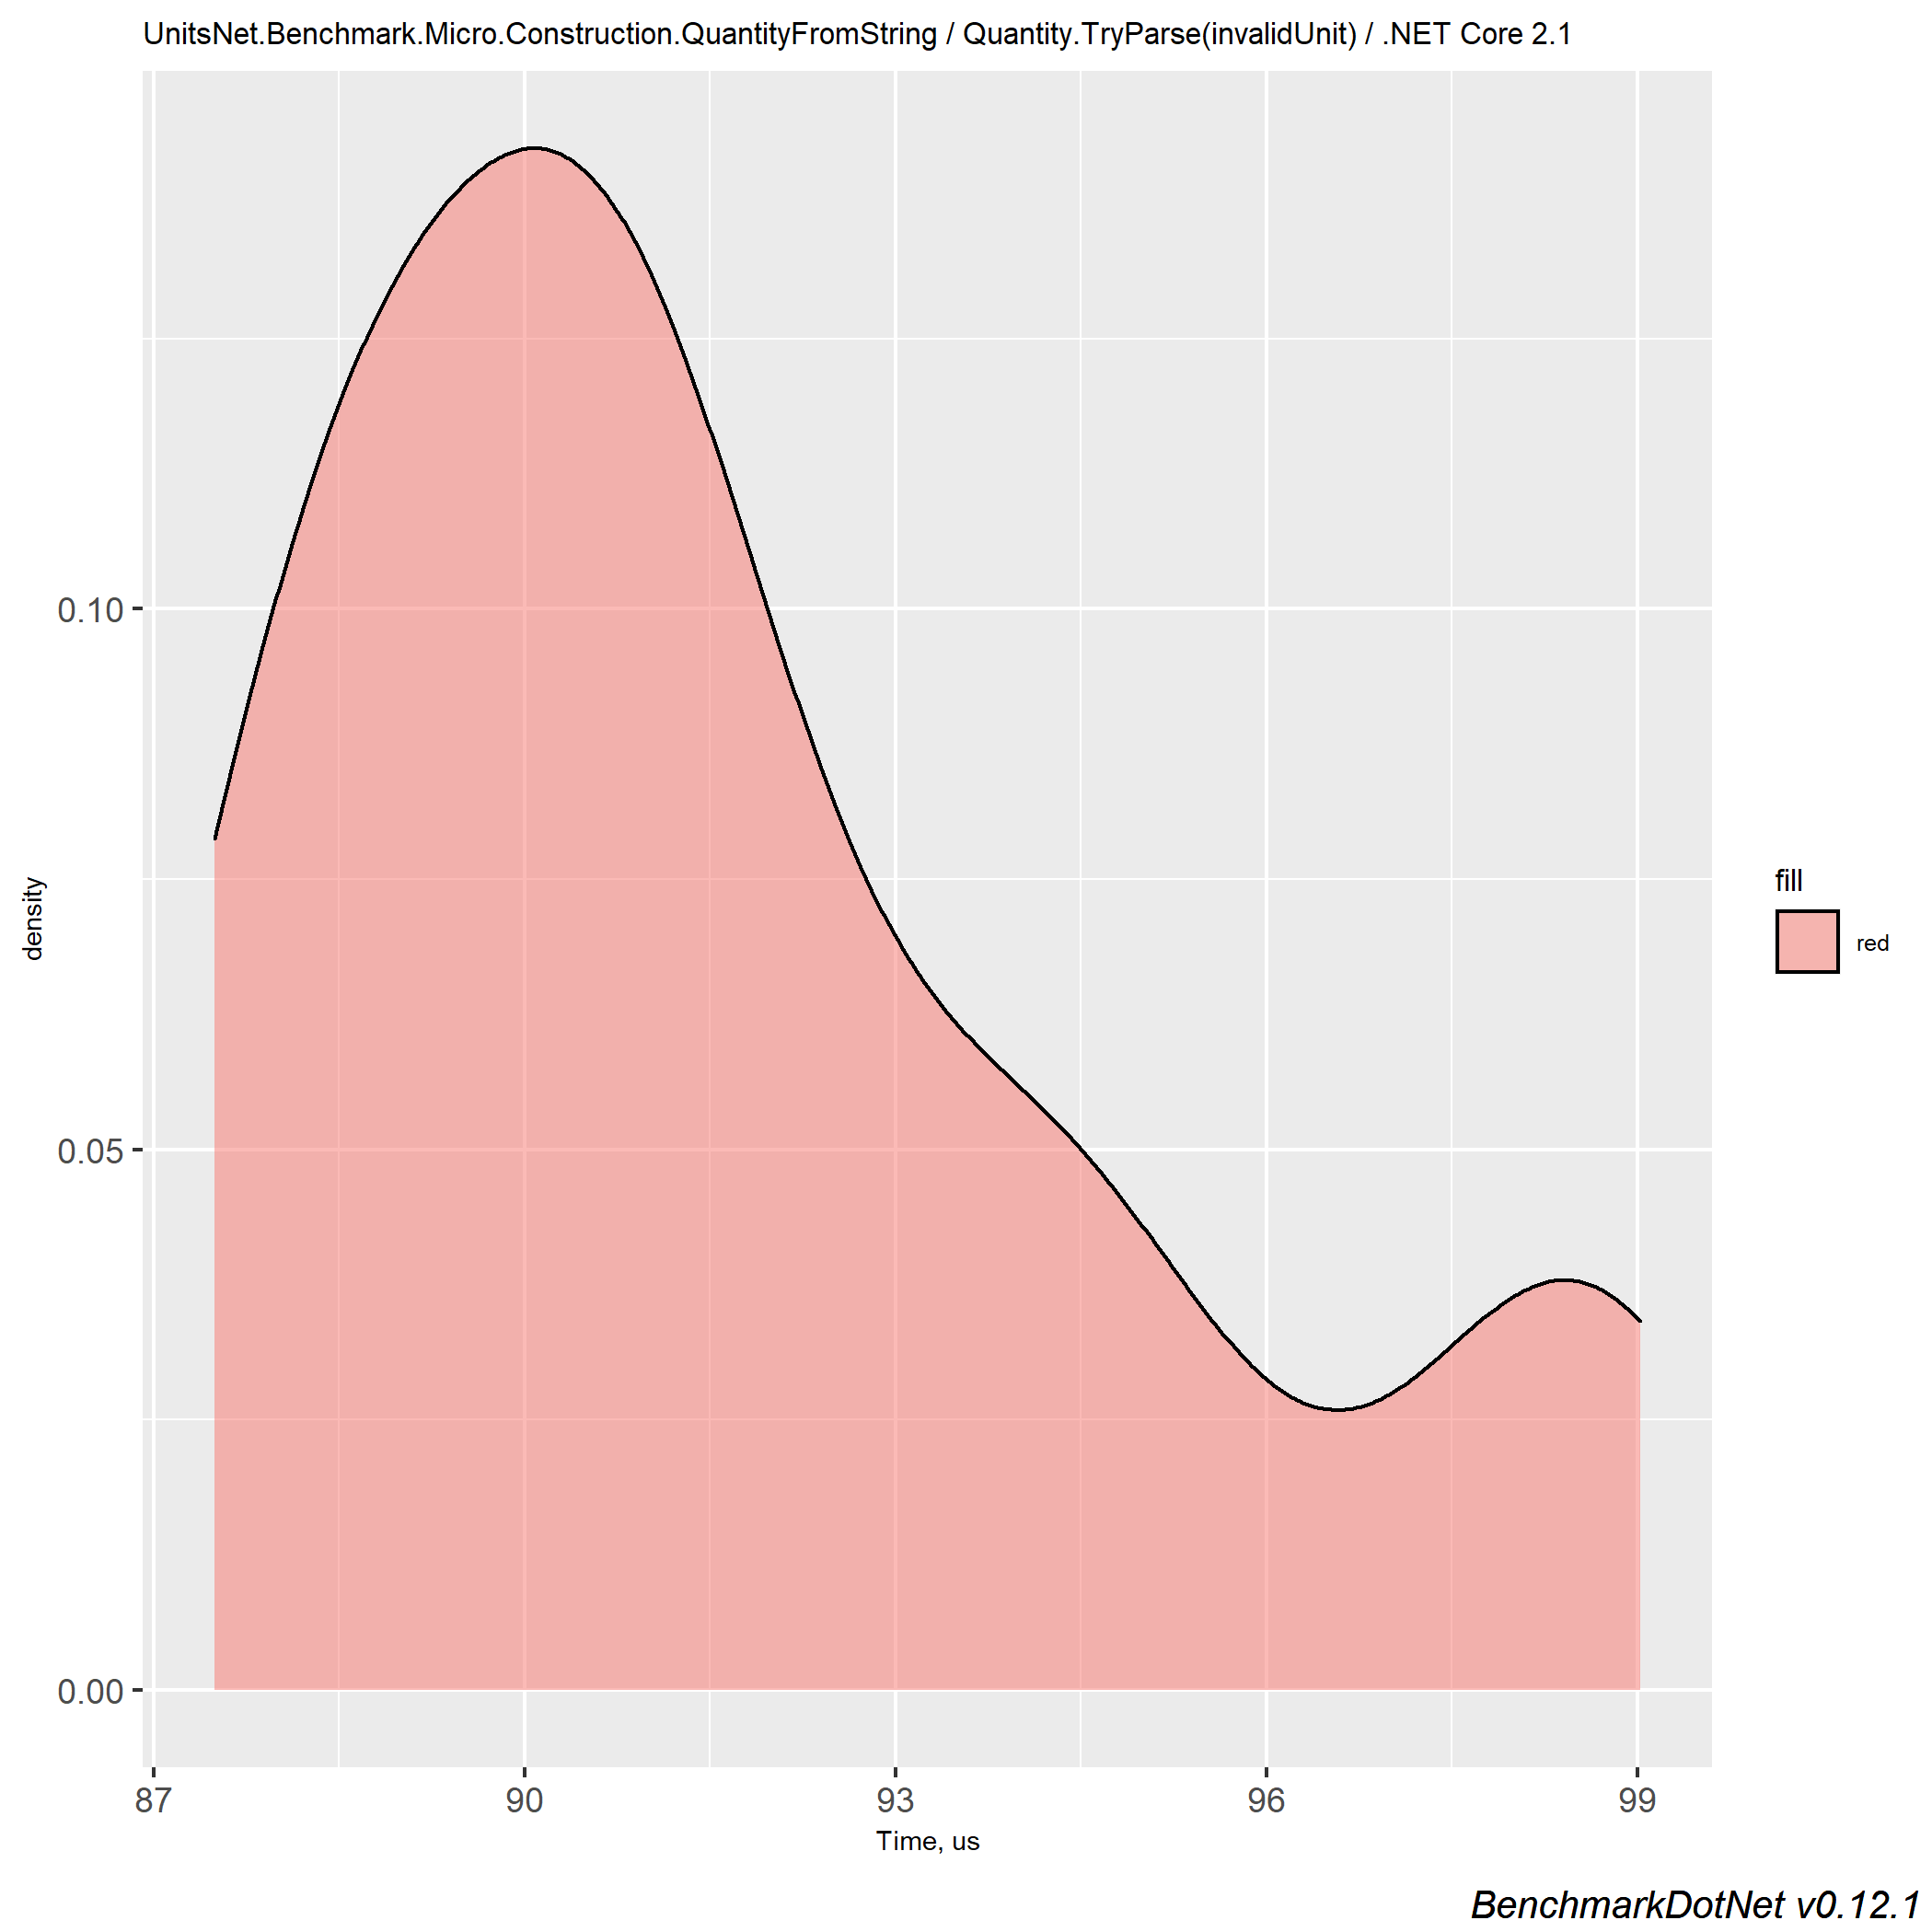 UnitsNet.Benchmark.Micro.Construction.QuantityFromString / Quantity.TryParse(invalidUnit) / .NET Core 2.1
0.10
0.05
0.00
density
87 90 93 96 99
Time, us
fill
red
BenchmarkDotNet v0.12.1